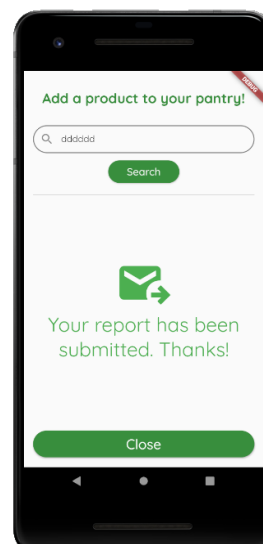 DEBUG
Add a product to your pantry!
dddddd
Search
Your report has been
submitted. Thanks!
Close